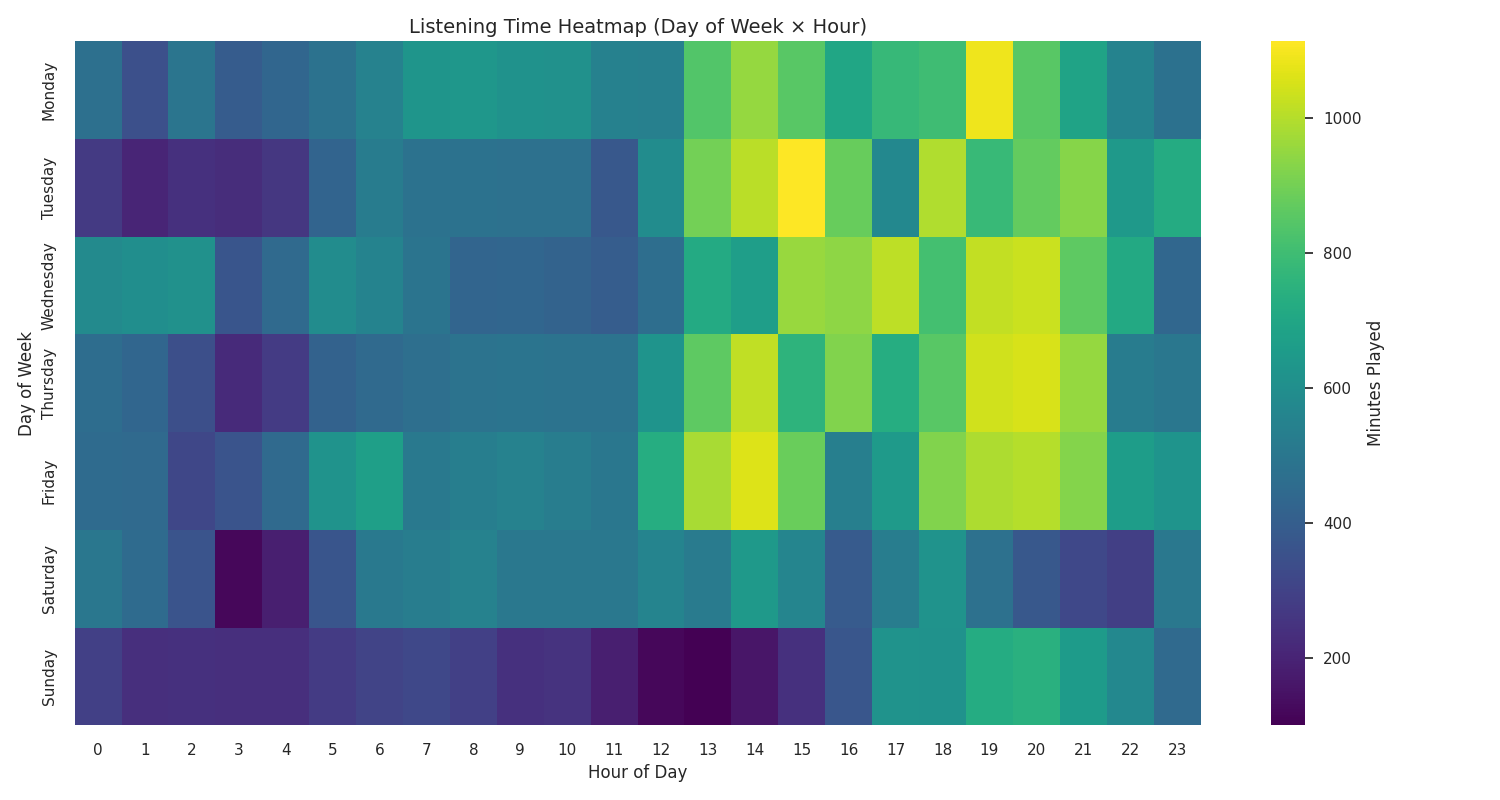 Listening Time Heatmap (Day of Week × Hour)
Day of Week
Monday
Tuesday
Wednesday
Thursday
Friday
Saturday
Sunday
0 1 2 3 4 5 6 7 8 9 10 11 12 13 14 15 16 17 18 19 20 21 22 23
Hour of Day
1000
800
600
400
200
Minutes Played